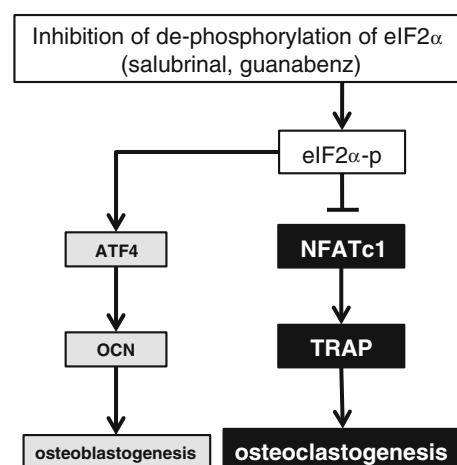 Inhibition of de-phosphorylation of eIF2α
(salubrinal, guanabenz)
eIF2α-p
ATF4
NFATc1
OCN
TRAP
osteoblastogenesis
osteoclastogenesis